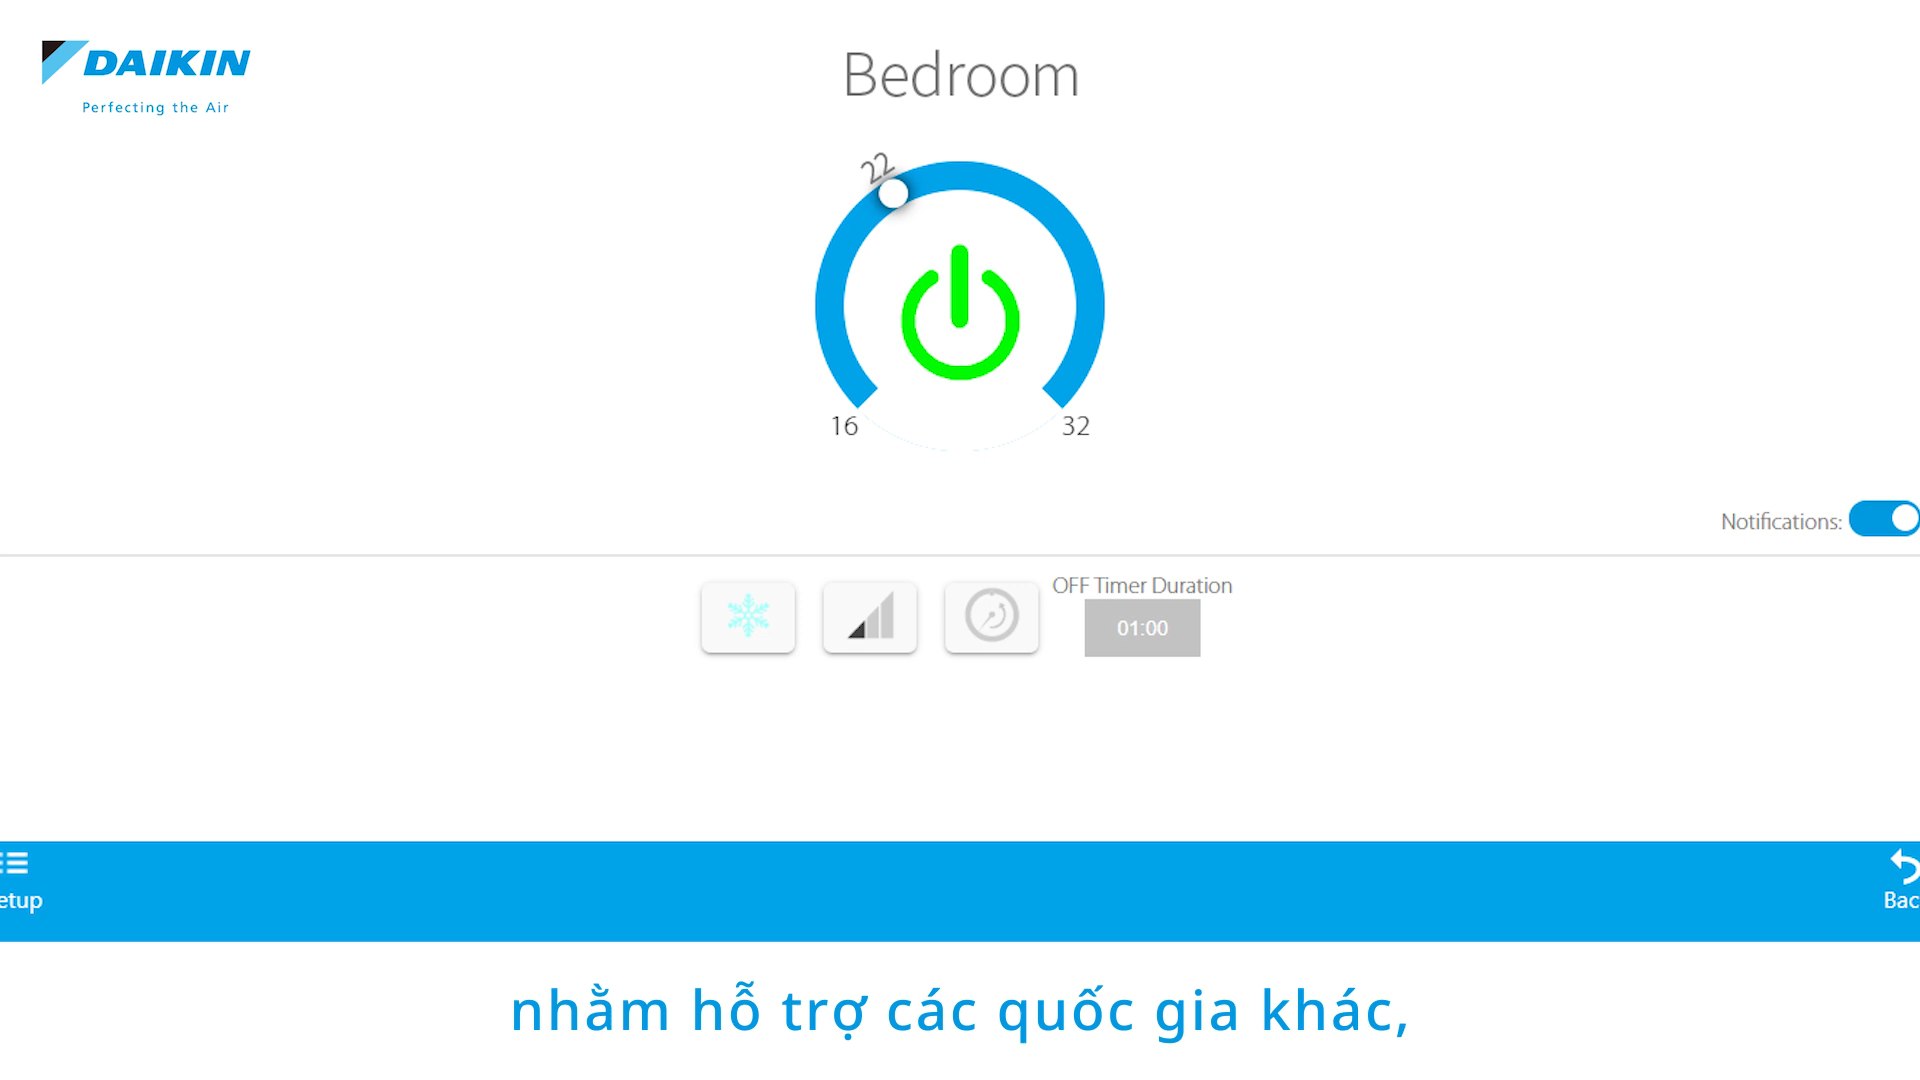 DAIKIN
Perfecting the Air
Bedroom
22
16
32
Notifications:
OFF Timer Duration
01:00
etup
Bac
nhằm hỗ trợ các quốc gia khác,